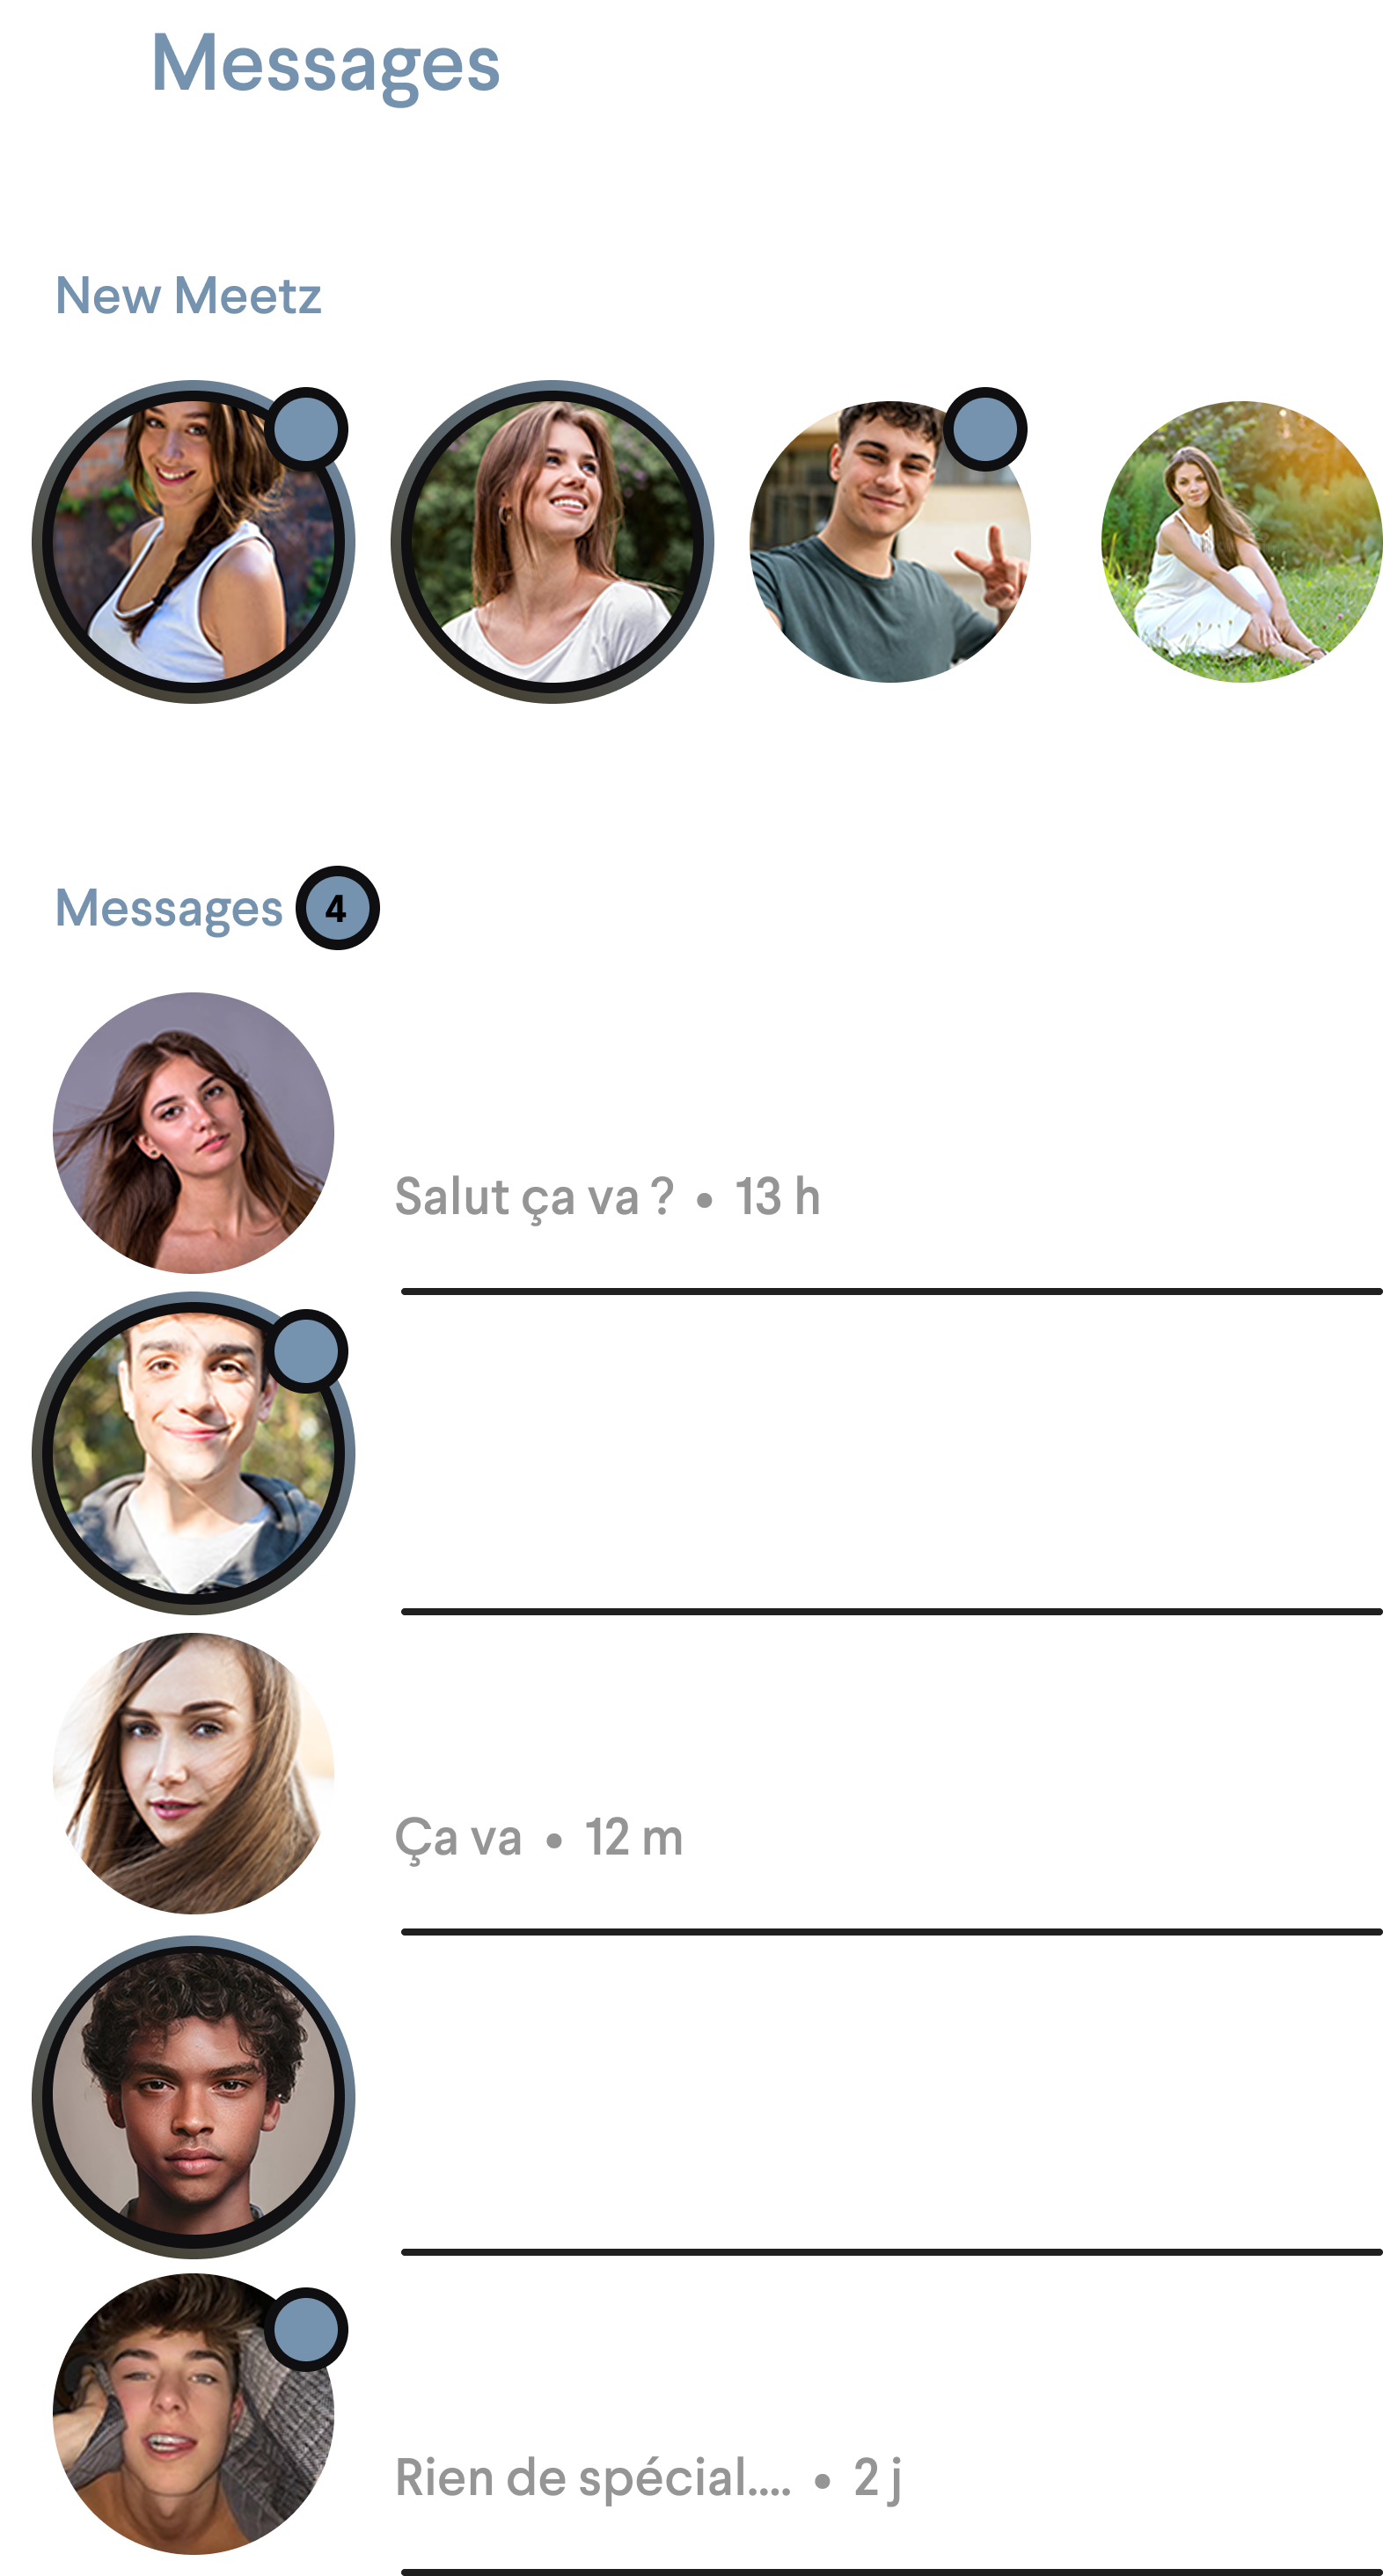 Messages
New Meetz
Messages 4
Salut ça va ? • 13 h
Ça va • 12 m
Rien de spécial.... • 2 j